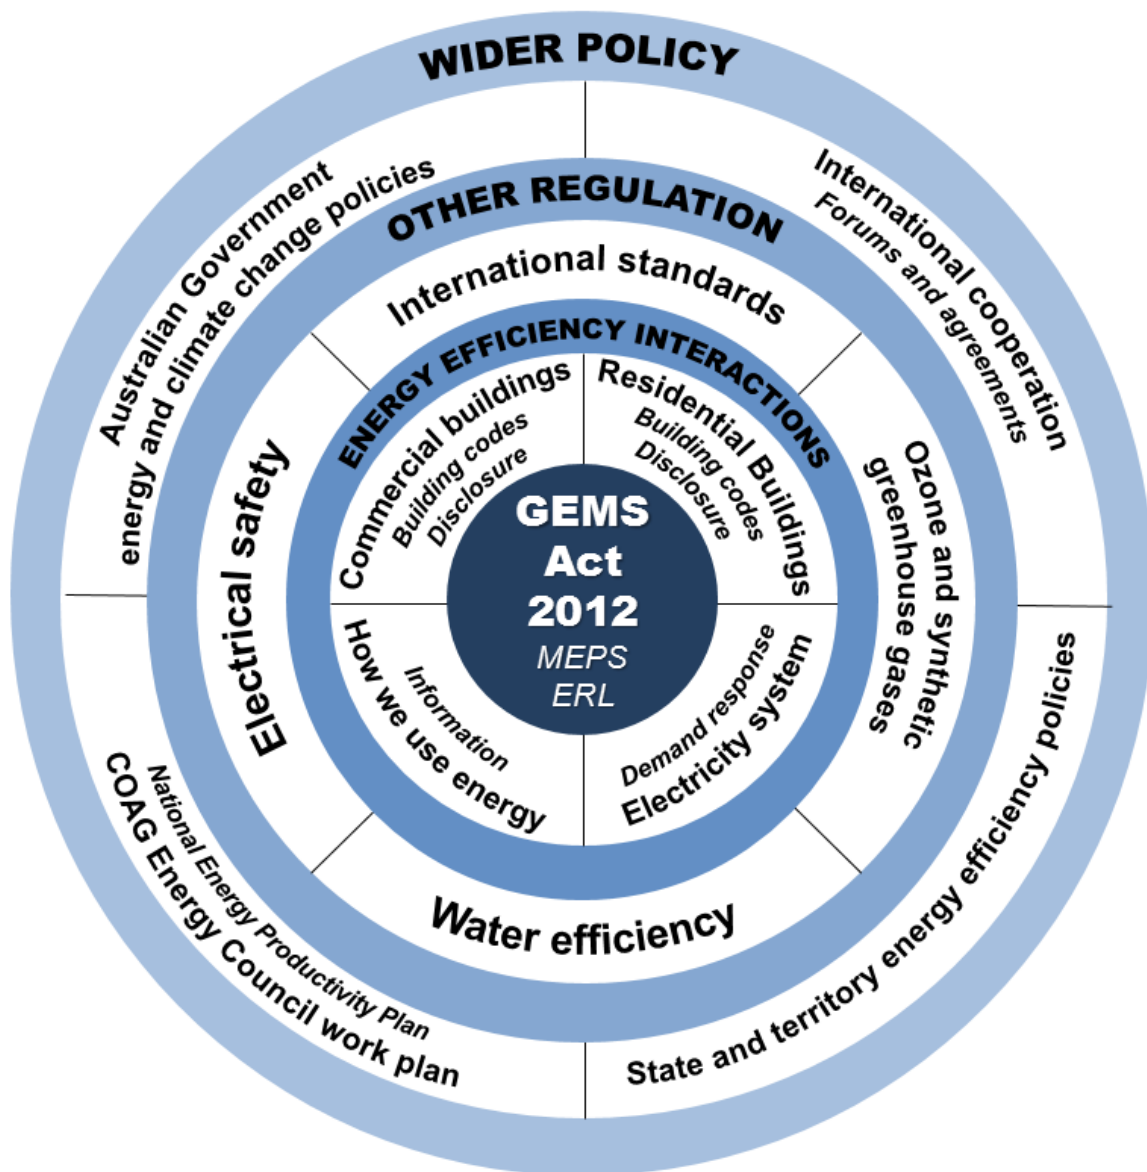 WIDER POLICY
Australian Government
energy and climate change policies
International cooperation
Forums and agreements
State and territory energy efficiency policies
COAG Energy Council work plan
National Energy Productivity Plan
OTHER REGULATION
International standards
Ozone and synthetic
greenhouse gases
Water efficiency
Electrical safety
ENERGY EFFICIENCY INTERACTIONS
Commercial buildings
Building codes
Disclosure
Residential Buildings
Building codes
Disclosure
Demand response
Electricity system
Information
How we use energy
GEMS
Act
2012
MEPS
ERL